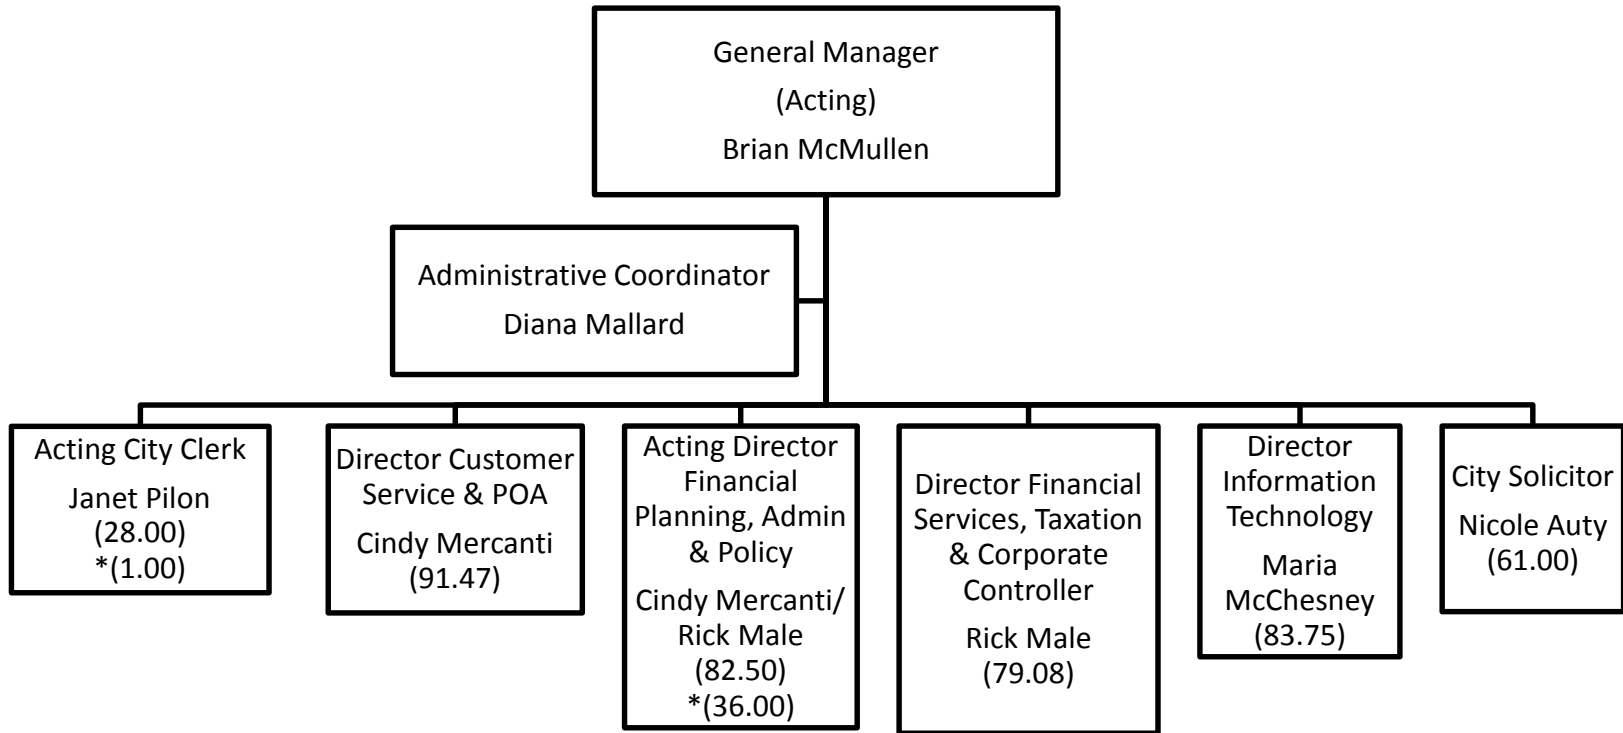 General Manager
(Acting)
Brian McMullen
Administrative Coordinator
Diana Mallard
Acting City Clerk
Janet Pilon
(28.00)
*(1.00)
Director Customer
Service & POA
Cindy Mercanti
(91.47)
Acting Director
Financial
Planning, Admin
& Policy
Cindy Mercanti/
Rick Male
(82.50)
*(36.00)
Director Financial
Services, Taxation
& Corporate
Controller
Rick Male
(79.08)
Director
Information
Technology
Maria
McChesney
(83.75)
City Solicitor
Nicole Auty
(61.00)